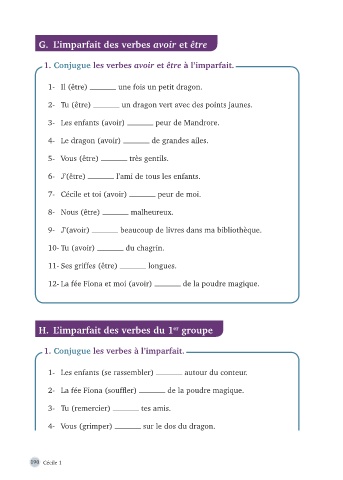 G. L'imparfait des verbes avoir et être
1. Conjugue les verbes avoir et être à l'imparfait.
1- Il (être) ______ une fois un petit dragon.
2- Tu (être) ______ un dragon vert avec des points jaunes.
3- Les enfants (avoir) ______ peur de Mandrore.
4- Le dragon (avoir) ______ de grandes ailes.
5- Vous (être) ______ très gentils.
6- J'(être) ______ l'ami de tous les enfants.
7- Cécile et toi (avoir) ______ peur de moi.
8- Nous (être) ______ malheureux.
9- J'(avoir) ______ beaucoup de livres dans ma bibliothèque.
10- Tu (avoir) ______ du chagrin.
11- Ses griffes (être) ______ longues.
12- La fée Fiona et moi (avoir) ______ de la poudre magique.
H. L'imparfait des verbes du 1er groupe
1. Conjugue les verbes à l'imparfait.
1- Les enfants (se rassembler) ______ autour du conteur.
2- La fée Fiona (souffler) ______ de la poudre magique.
3- Tu (remercier) ______ tes amis.
4- Vous (grimper) ______ sur le dos du dragon.
Cécile 1